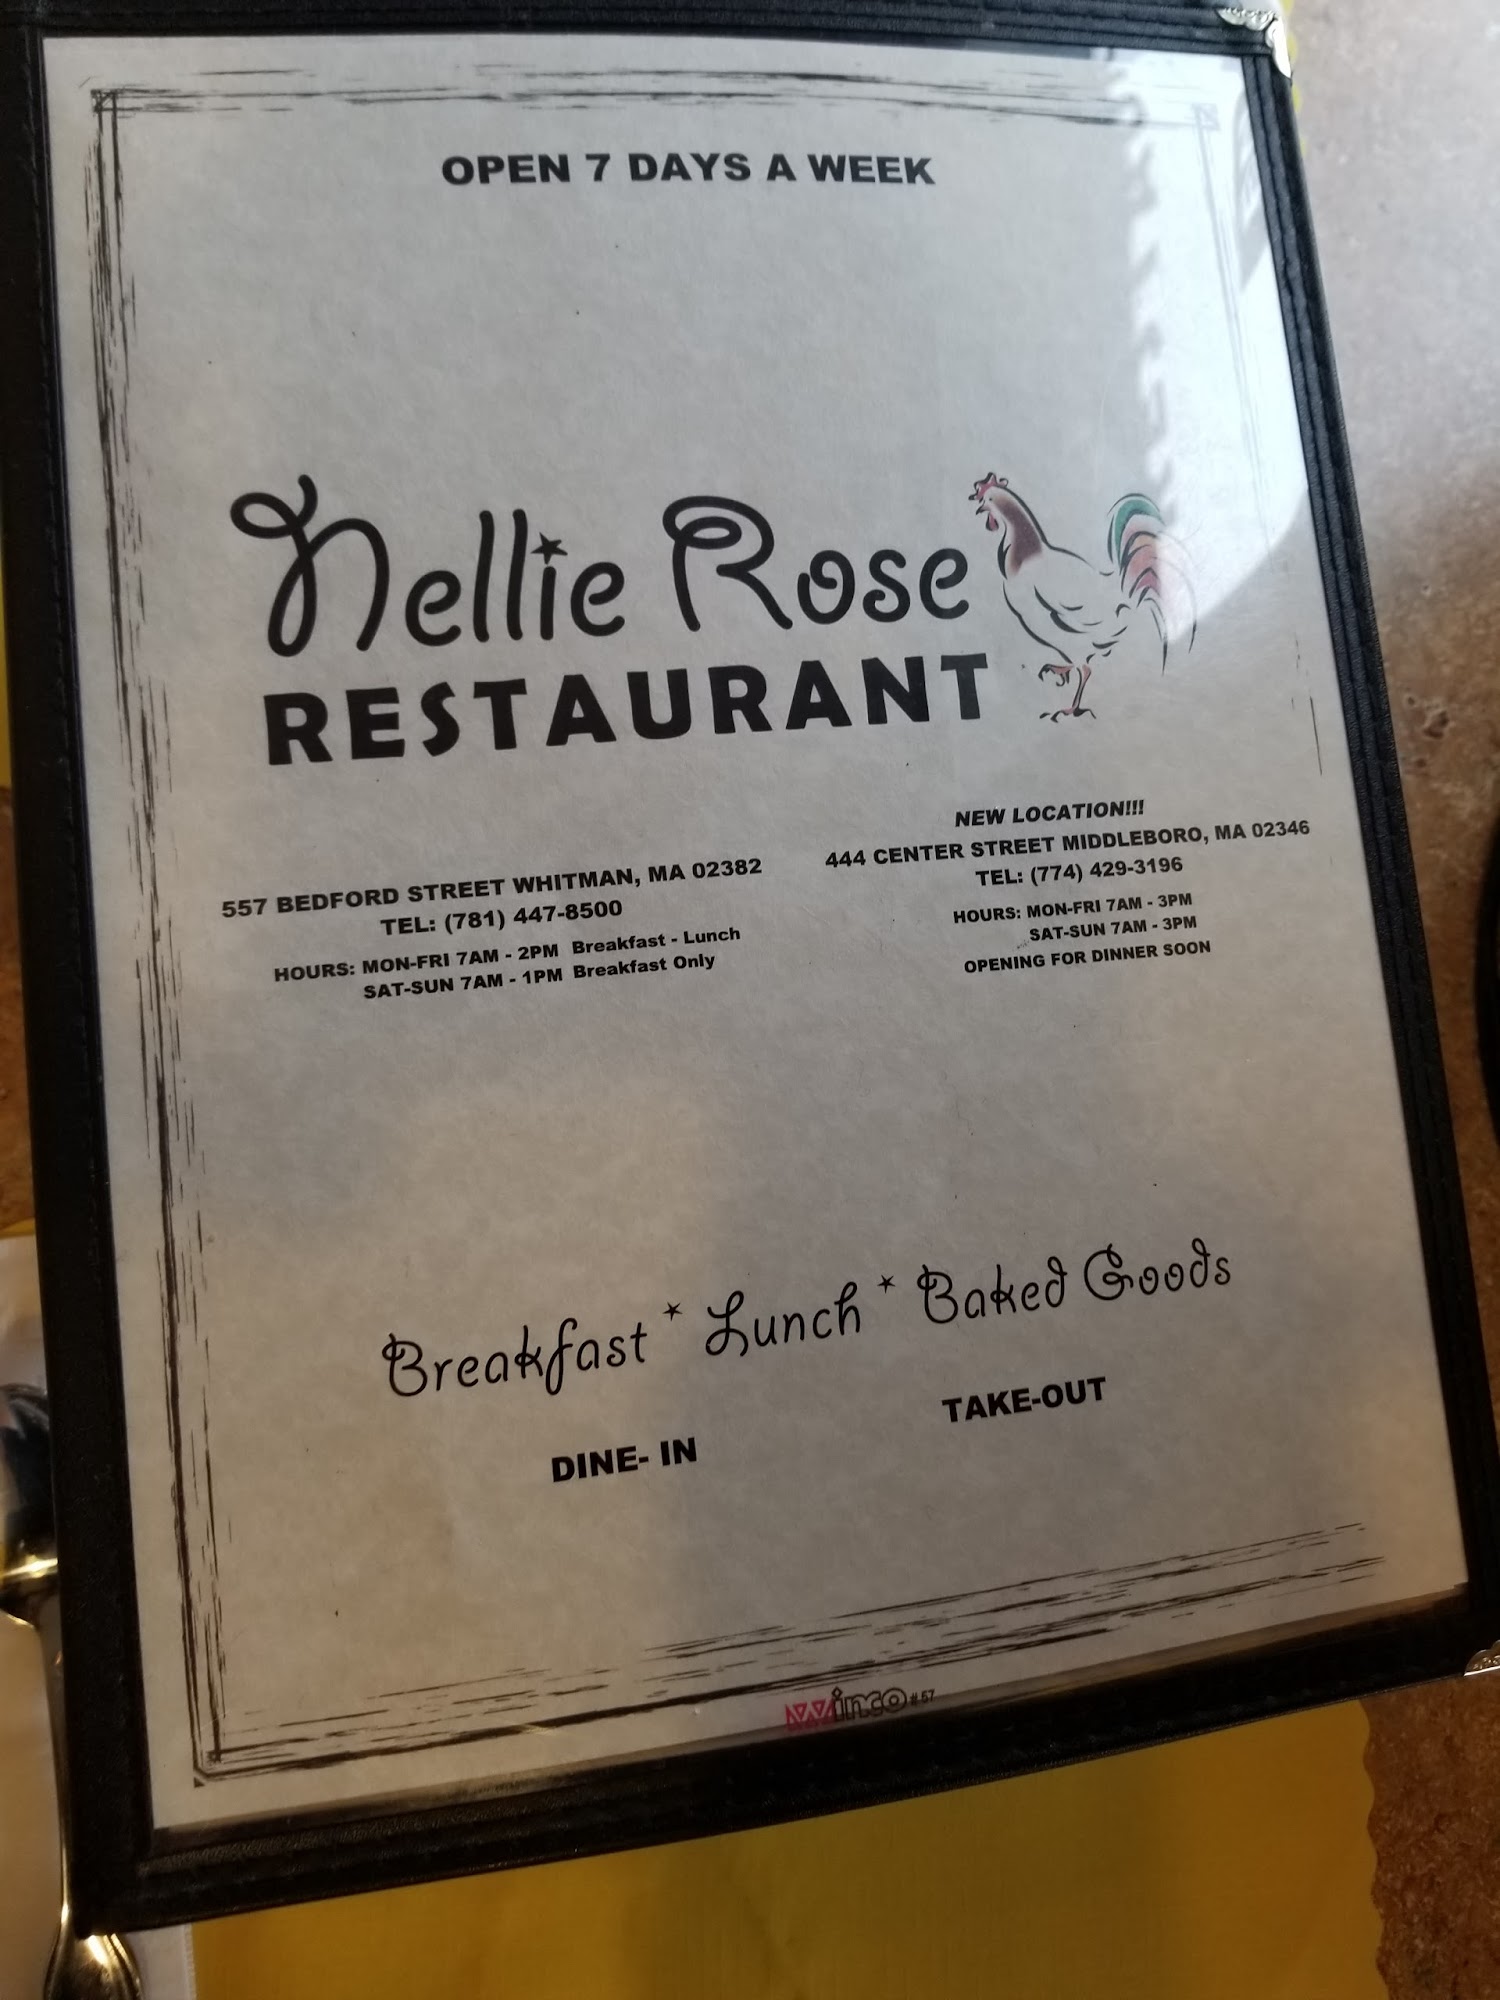 OPEN 7 DAYS A WEEK
Nellie Rose
RESTAURANT
557 BEDFORD STREET WHITMAN, MA 02382
TEL: (781) 447-8500
HOURS: MON-FRI 7AM - 2PM Breakfast - Lunch
SAT-SUN 7AM - 1PM Breakfast Only
NEW LOCATION!!!
444 CENTER STREET MIDDLEBORO, MA 02346
TEL: (774) 429-3196
HOURS: MON-FRI 7AM - 3PM
SAT-SUN 7AM - 3PM
OPENING FOR DINNER SOON
Breakfast * Lunch * Baked Goods
DINE- IN
TAKE-OUT
Winco #57